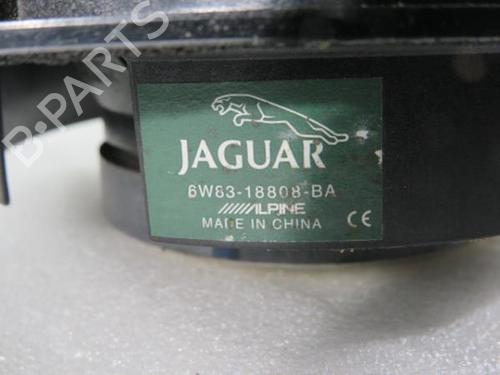 B-PARTS
JAGUAR
6W83-18808-BA
ALPINE
MADE IN CHINA CE